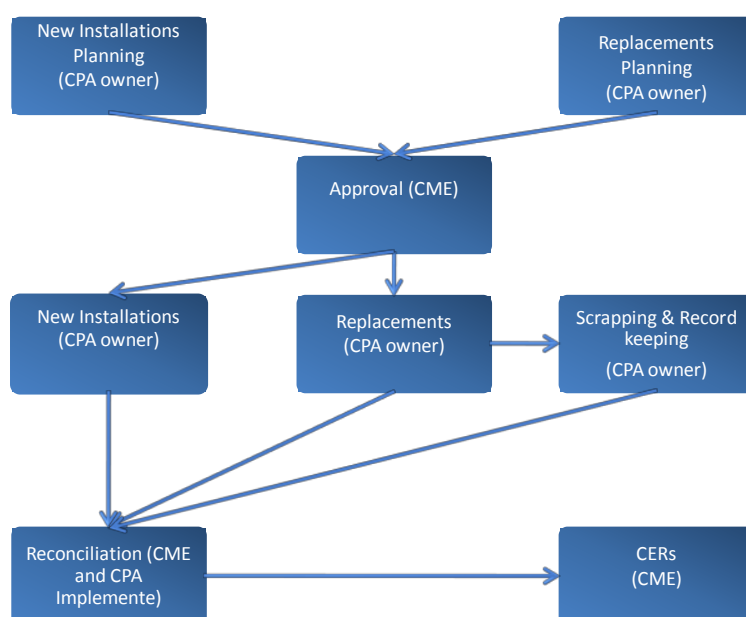 New Installations
Planning
(CPA owner)
Replacements
Planning
(CPA owner)
Approval (CME)
New Installations
(CPA owner)
Replacements
(CPA owner)
Scrapping & Record
keeping
(CPA owner)
Reconciliation (CME
and CPA
Implemente)
CERs
(CME)